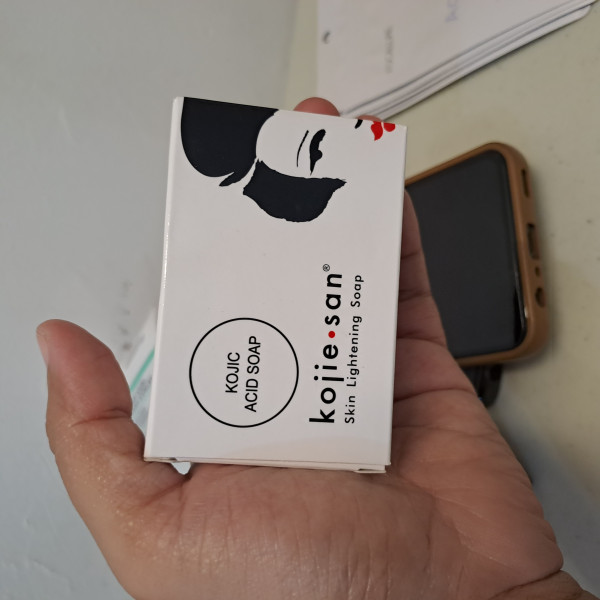 kojie•san®
Skin Lightening Soap
KOJIC
ACID SOAP